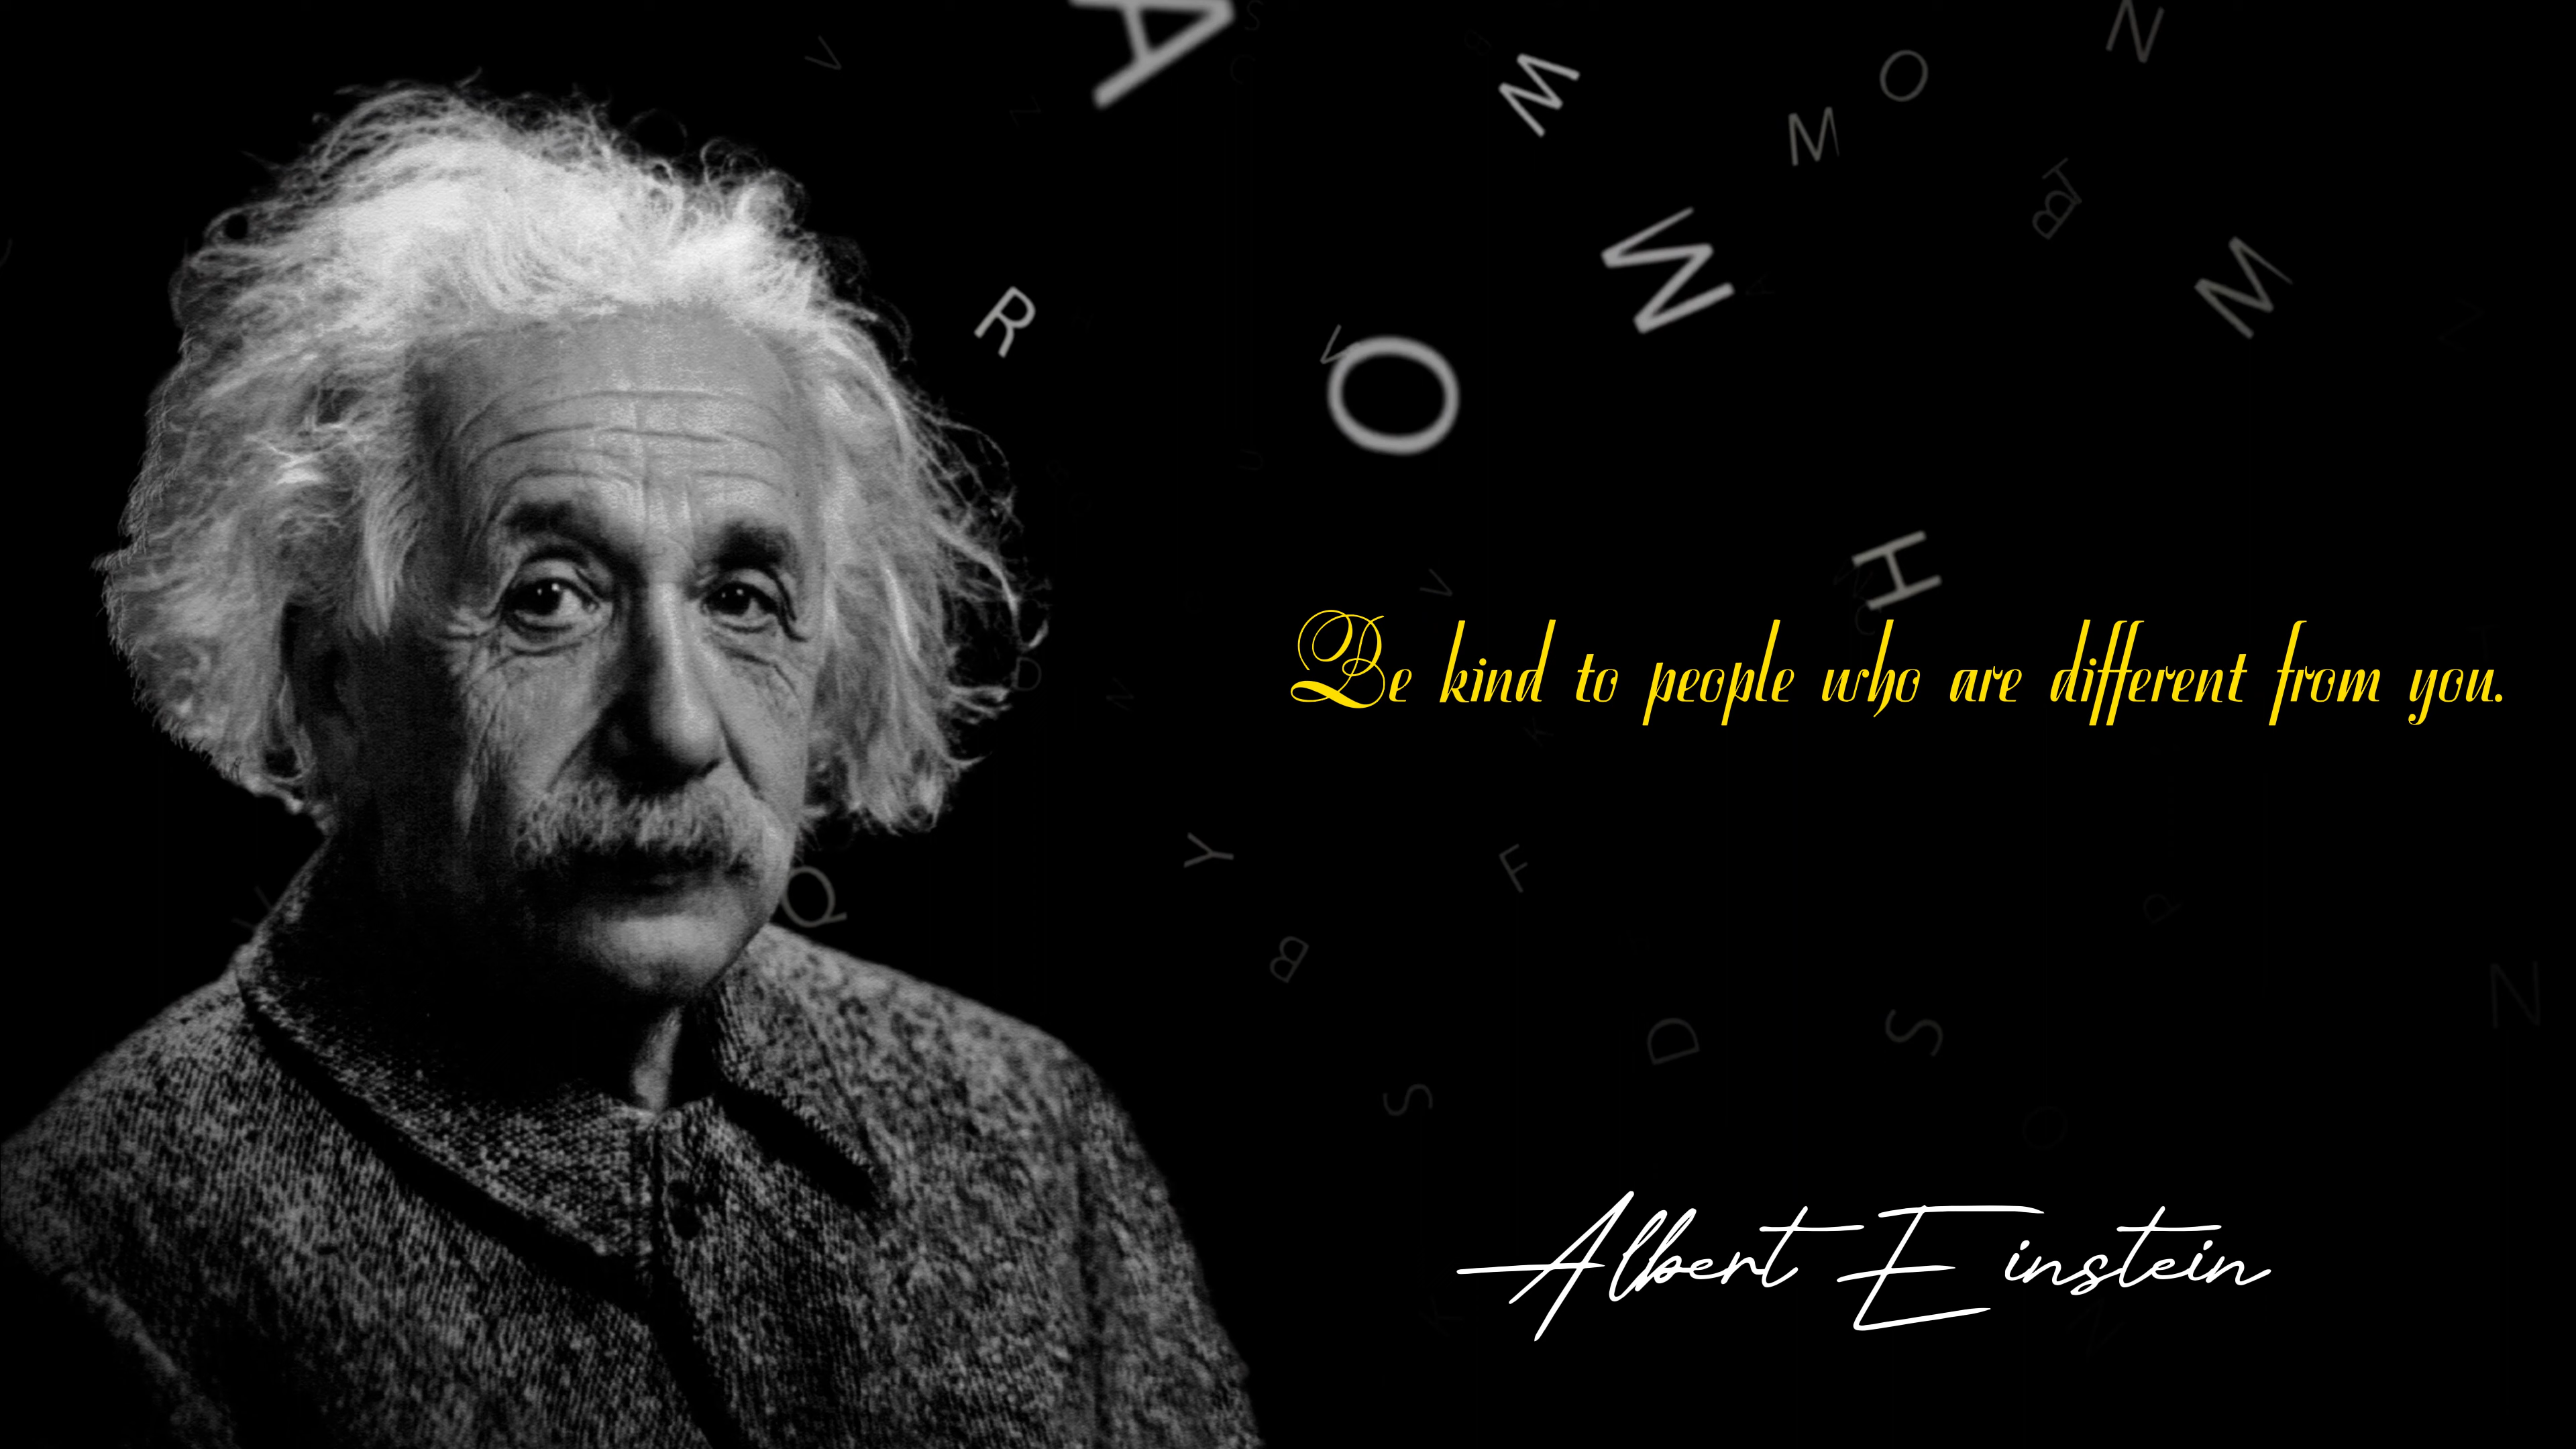 A
M
O
N
V
M
B
T
W
M
R
V
O
H
V
Be kind to people who are different from you.
K
N
Y
F
Q
B
N
D
S
S
Albert Einstein